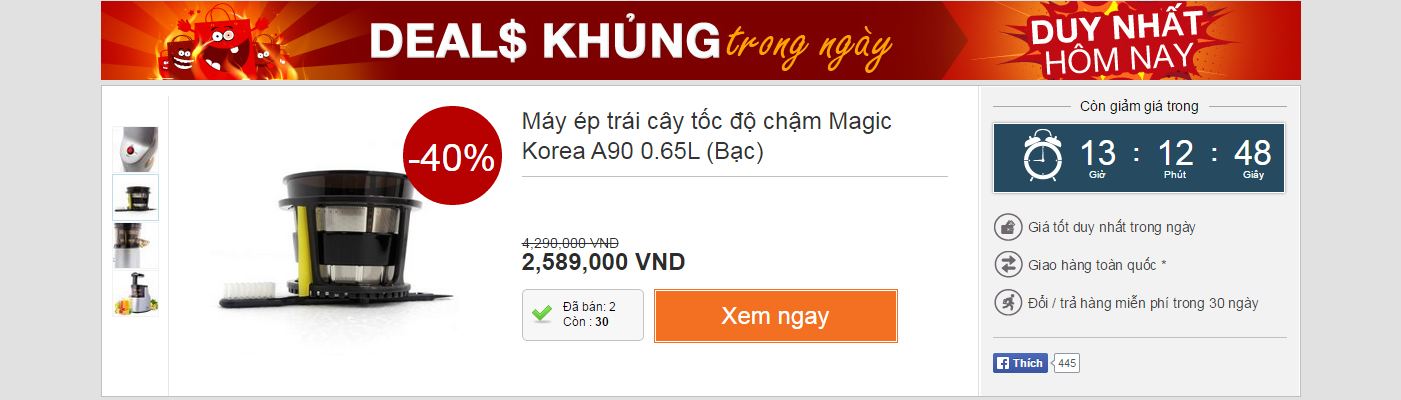 DEAL$ KHỦNG trong ngày
DUY NHẤT
HÔM NAY
-40%
Máy ép trái cây tốc độ chậm Magic
Korea A90 0.65L (Bạc)
4,290,000 VND
2,589,000 VND
Đã bán: 2
Còn : 30
Xem ngay
Còn giảm giá trong
13 : 12 : 48
Giờ Phút Giây
Giá tốt duy nhất trong ngày
Giao hàng toàn quốc *
Đổi / trả hàng miễn phí trong 30 ngày
Thích 445